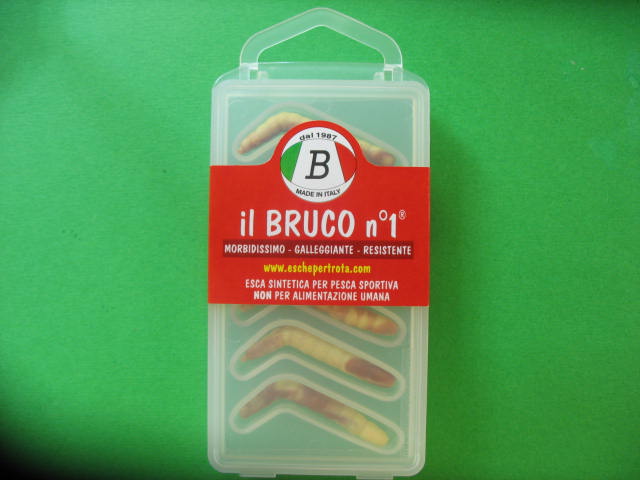 dal 1987
B
MADE IN ITALY
il BRUCO n°1®
MORBIDISSIMO - GALLEGGIANTE - RESISTENTE
www.eschepertrota.com
ESCA SINTETICA PER PESCA SPORTIVA
NON PER ALIMENTAZIONE UMANA